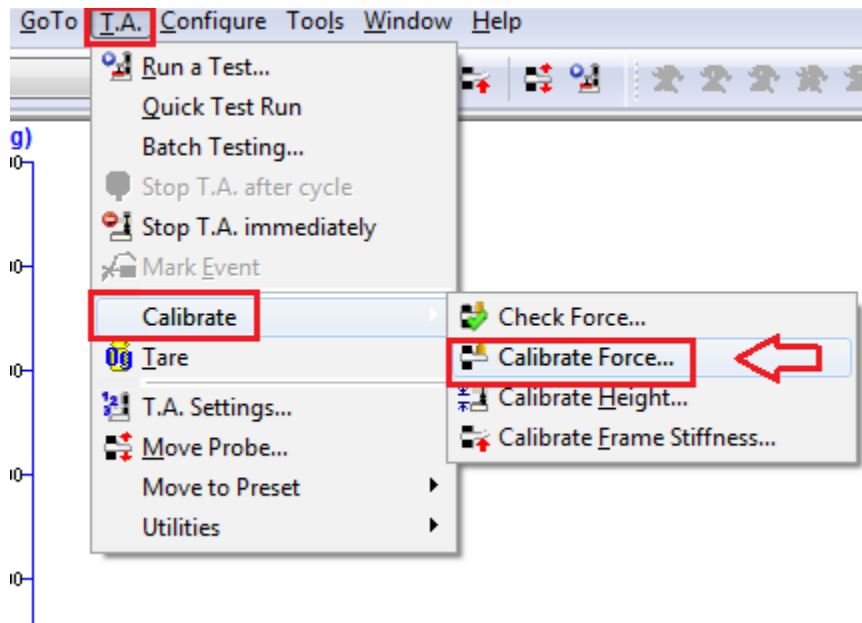 GoTo T.A. Configure Tools Window Help
Run a Test...
Quick Test Run
Batch Testing...
Stop T.A. after cycle
Stop T.A. immediately
Mark Event
Calibrate
Tare
T.A. Settings...
Move Probe...
Move to Preset
Utilities
Check Force...
Calibrate Force...
Calibrate Height...
Calibrate Frame Stiffness...
g)